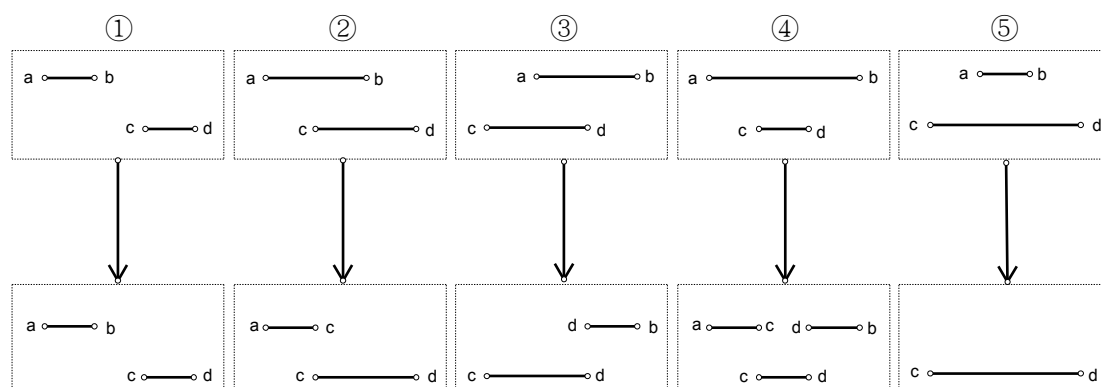 ① ② ③ ④ ⑤
a b a b a b a b a b
c d c d c d c d c d
a b a c d b a c d b
c d c d c d c d c d